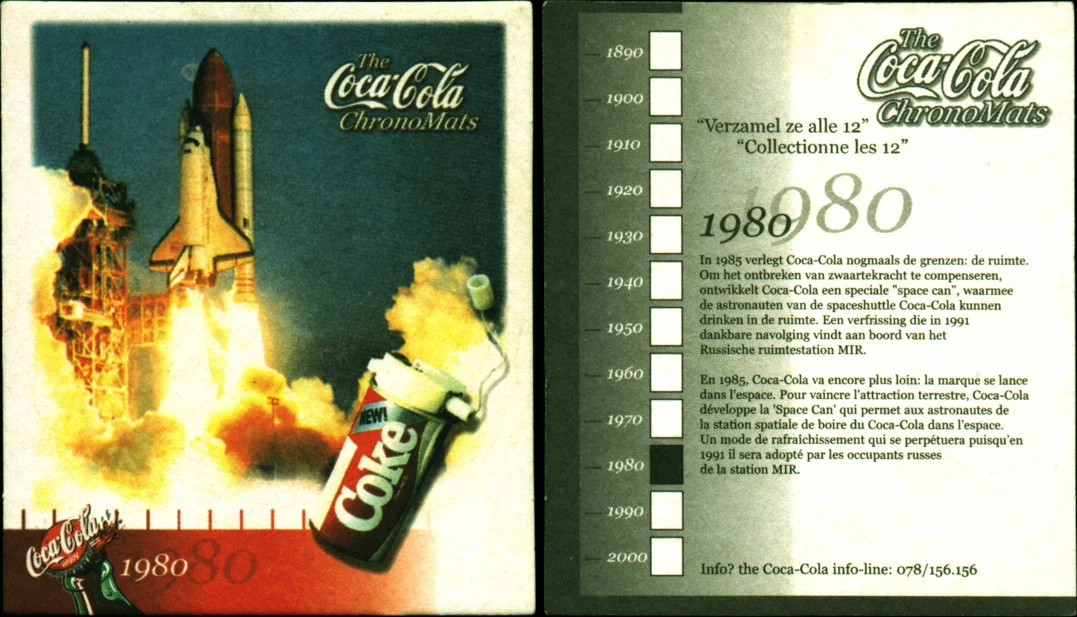 The
Coca-Cola
ChronoMats
NEW!
Coke
Coca-Cola
1980 80
The
Coca-Cola
ChronoMats
1890
1900
1910
1920
1930
1940
1950
1960
1970
1980
1990
2000
“Verzamel ze alle 12”
“Collectionne les 12”
1980
1980
In 1985 verlegt Coca-Cola nogmaals de grenzen: de ruimte.
Om het ontbreken van zwaartekracht te compenseren,
ontwikkelt Coca-Cola een speciale "space can", waarmee
de astronauten van de spaceshuttle Coca-Cola kunnen
drinken in de ruimte. Een verfrissing die in 1991
dankbare navolging vindt aan boord van het
Russische ruimtestation MIR.
En 1985, Coca-Cola va encore plus loin: la marque se lance
dans l'espace. Pour vaincre l'attraction terrestre, Coca-Cola
développe la 'Space Can' qui permet aux astronautes de
la station spatiale de boire du Coca-Cola dans l'espace.
Un mode de rafraîchissement qui se perpétuera puisqu'en
1991 il sera adopté par les occupants russes
de la station MIR.
Info? the Coca-Cola info-line: 078/156.156